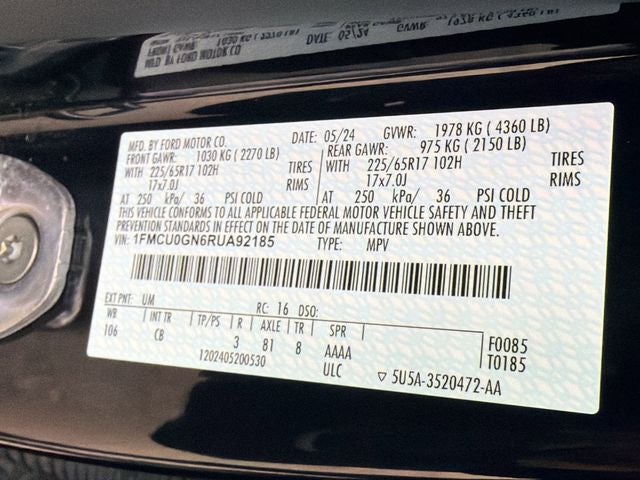 MFD. BY FORD MOTOR CO. DATE: 05/24 GVWR: 1978 KG ( 4360 LB)
FRONT GAWR: 1030 KG ( 2270 LB) REAR GAWR: 975 KG ( 2150 LB)
WITH 225/65R17 102H TIRES WITH 225/65R17 102H TIRES
17x7.0J RIMS 17x7.0J RIMS
AT 250 kPa/ 36 PSI COLD AT 250 kPa/ 36 PSI COLD
THIS VEHICLE CONFORMS TO ALL APPLICABLE FEDERAL MOTOR VEHICLE SAFETY AND THEFT
PREVENTION STANDARDS IN EFFECT ON THE DATE OF MANUFACTURE SHOWN ABOVE.
VIN: 1FMCU0GN6RUA92185 TYPE: MPV
EXT PNT: UM RC: 16 DSO:
WB INT TR TP/PS R AXLE TR SPR
106 CB 3 81 8 AAAA
1202405200530 ULC
F0085
T0185
5U5A-3520472-AA